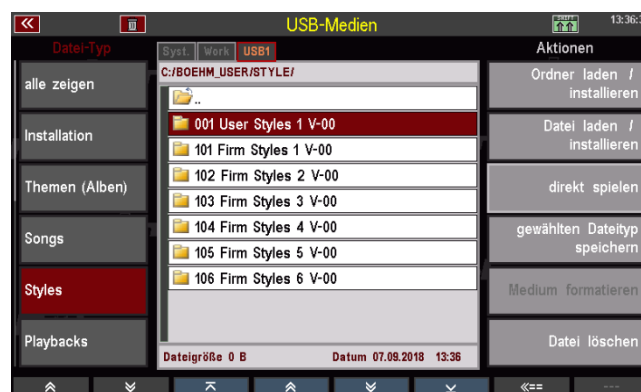 USB-Medien
13:36:
Datei-Typ
Syst. Work USB1
Aktionen
C:/BOEHM_USER/STYLE/
alle zeigen
Installation
Themen (Alben)
Songs
Styles
Playbacks
..
001 User Styles 1 V-00
101 Firm Styles 1 V-00
102 Firm Styles 2 V-00
103 Firm Styles 3 V-00
104 Firm Styles 4 V-00
105 Firm Styles 5 V-00
106 Firm Styles 6 V-00
Dateigröße 0 B Datum 07.09.2018 13:36
Ordner laden /
installieren
Datei laden /
installieren
direkt spielen
gewählten Dateityp
speichern
Medium formatieren
Datei löschen
«==
---